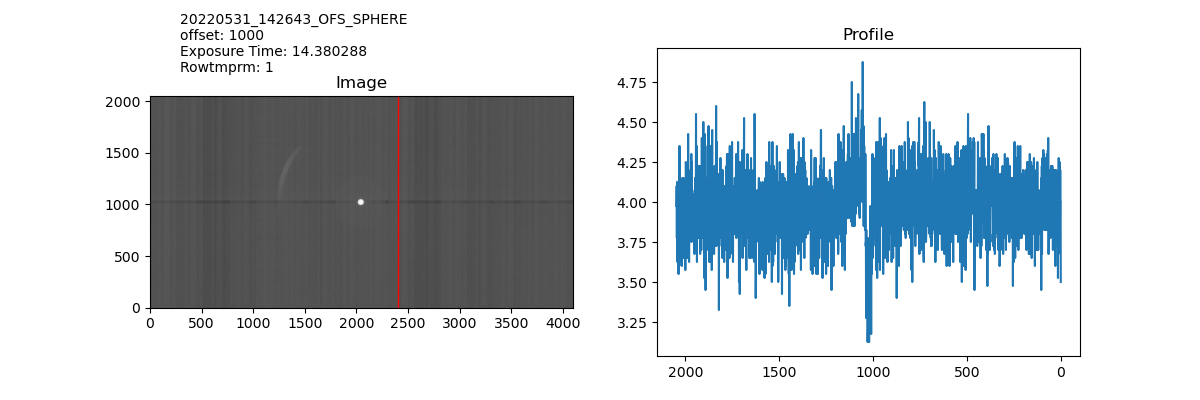 20220531_142643_OFS_SPHERE
offset: 1000
Exposure Time: 14.380288
Rowtmprm: 1
Image
2000
1500
1000
500
0
0 500 1000 1500 2000 2500 3000 3500 4000
Profile
4.75
4.50
4.25
4.00
3.75
3.50
3.25
2000 1500 1000 500 0